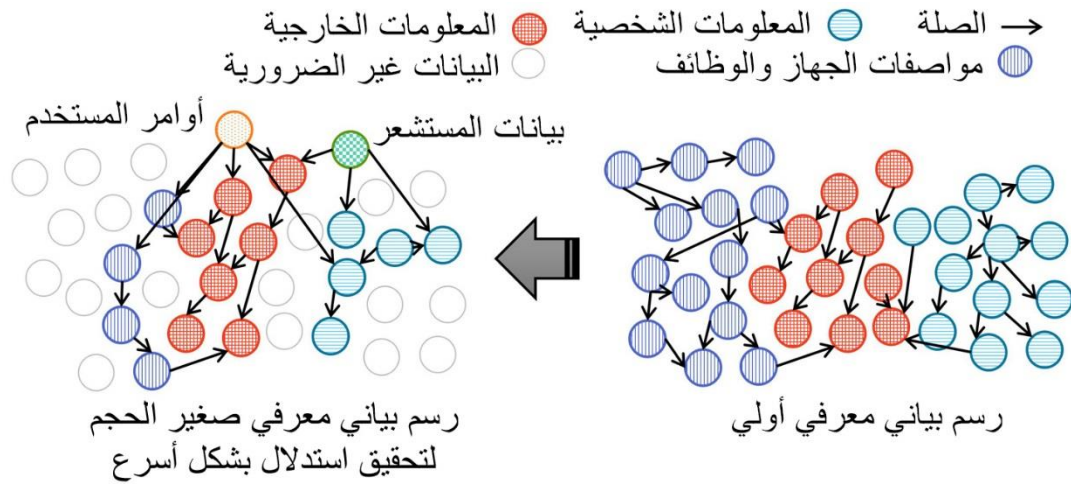 الصلة
المعلومات الشخصية
المعلومات الخارجية
مواصفات الجهاز والوظائف
البيانات غير الضرورية
بيانات المستشعر
أوامر المستخدم
رسم بياني معرفي أولي
رسم بياني معرفي صغير الحجم
لتحقيق استدلال بشكل أسرع